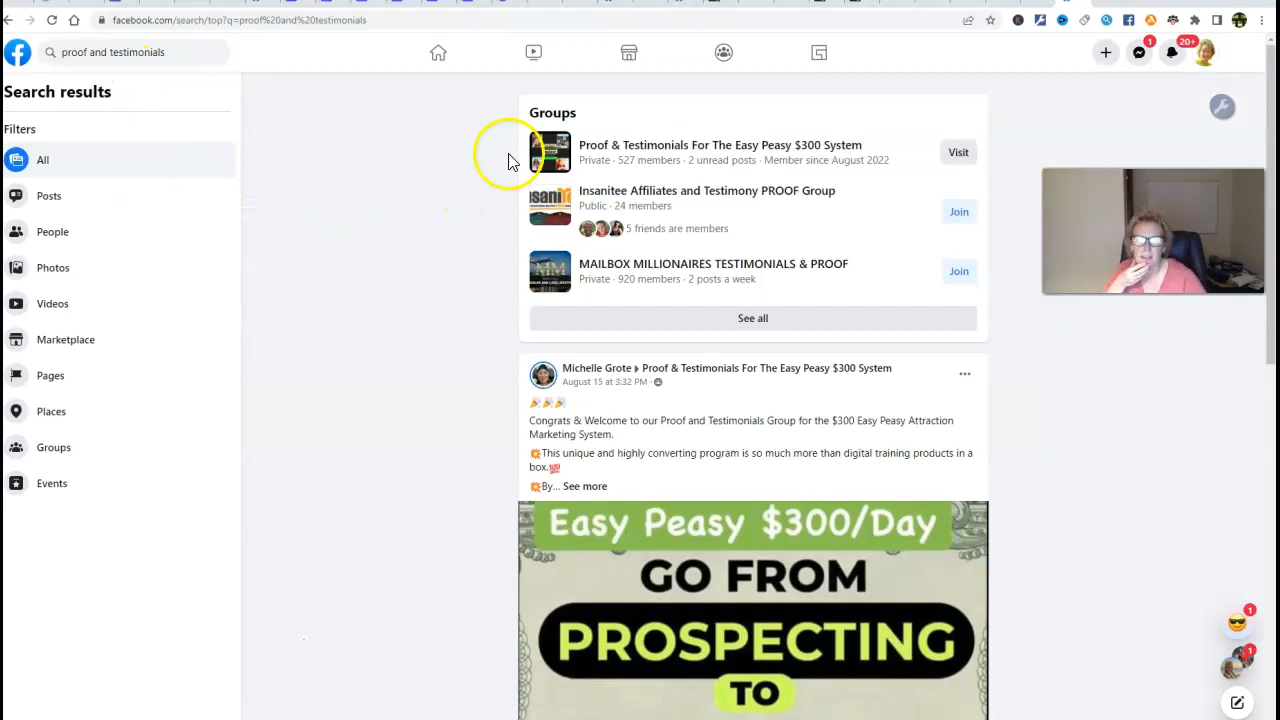 facebook.com/search/top?q=proof%20and%20testimonials
proof and testimonials
1
20+
Search results
Filters
All
Posts
People
Photos
Videos
Marketplace
Pages
Places
Groups
Events
Groups
Proof & Testimonials For The Easy Peasy $300 System
Private · 527 members · 2 unread posts · Member since August 2022
Visit
Insanitee Affiliates and Testimony PROOF Group
Public · 24 members
5 friends are members
Join
MAILBOX MILLIONAIRES TESTIMONIALS & PROOF
Private · 920 members · 2 posts a week
Join
See all
Michelle Grote ▸ Proof & Testimonials For The Easy Peasy $300 System
August 15 at 3:32 PM ·
🎉🎉🎉
Congrats & Welcome to our Proof and Testimonials Group for the $300 Easy Peasy Attraction
Marketing System.
💥This unique and highly converting program is so much more than digital training products in a
box.💯
💥By... See more
Easy Peasy $300/Day
GO FROM
PROSPECTING
TO
1
1